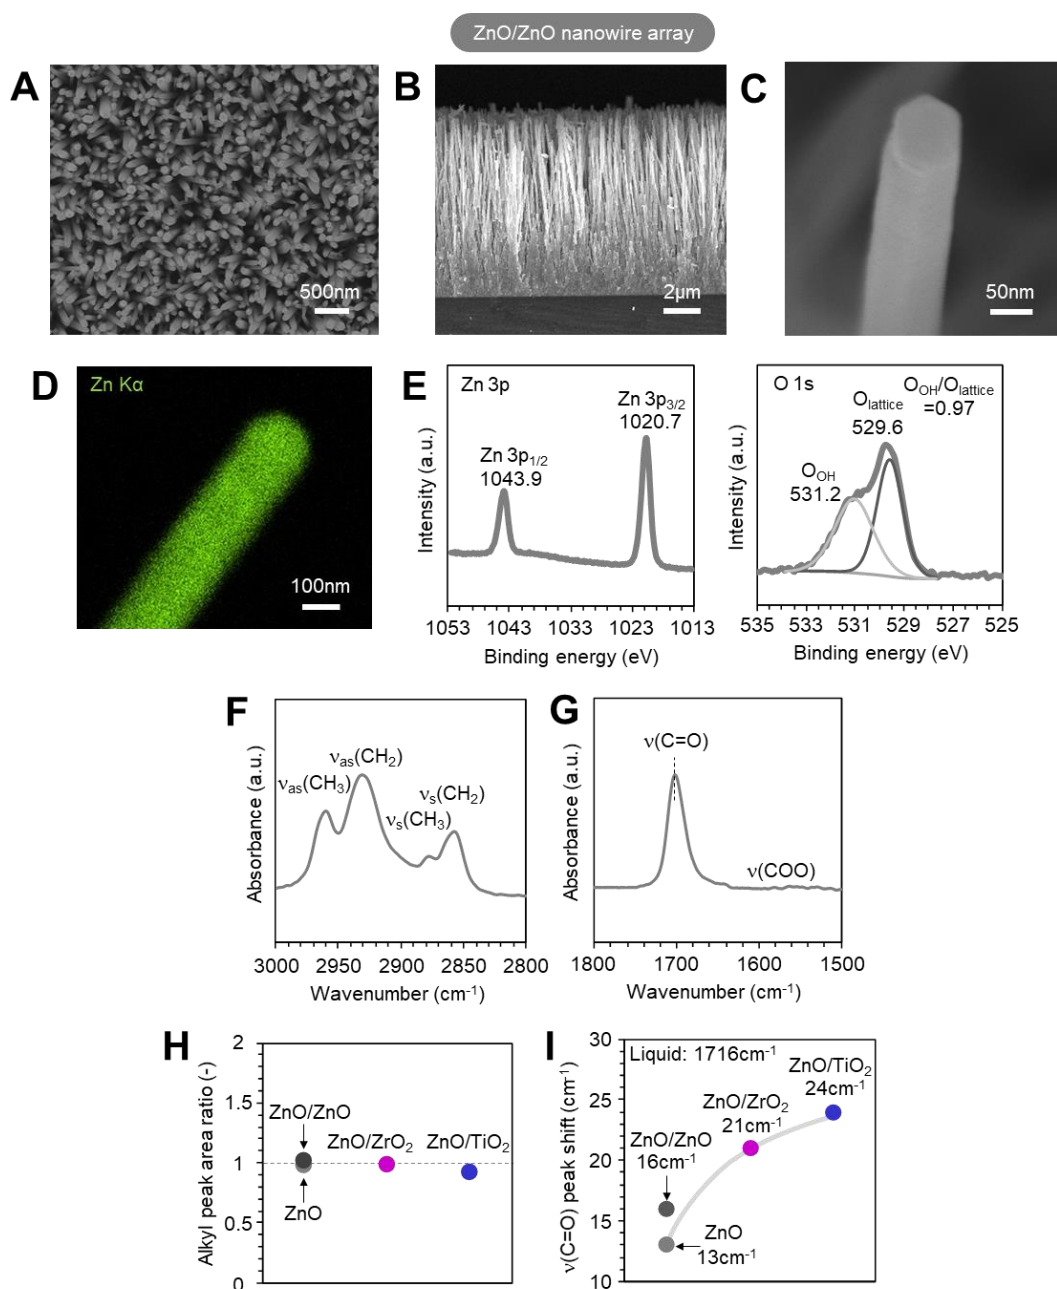 ZnO/ZnO nanowire array
A
500nm
B
2μm
C
50nm
D
Zn Kα
100nm
E
Zn 3p
Zn 3p1/2
1043.9
Zn 3p3/2
1020.7
Intensity (a.u.)
1053 1043 1033 1023 1013
Binding energy (eV)
O 1s
OOH/Olattice
=0.97
Olattice
529.6
OOH
531.2
Intensity (a.u.)
535 533 531 529 527 525
Binding energy (eV)
F
νas(CH3)
νas(CH2)
νs(CH3)
νs(CH2)
Absorbance (a.u.)
3000 2950 2900 2850 2800
Wavenumber (cm-1)
G
ν(C=O)
ν(COO)
Absorbance (a.u.)
1800 1700 1600 1500
Wavenumber (cm-1)
H
Alkyl peak area ratio (-)
2
1.5
1
0.5
0
ZnO/ZnO
ZnO
ZnO/ZrO2
ZnO/TiO2
I
ν(C=O) peak shift (cm-1)
30
25
20
15
10
Liquid: 1716cm-1
ZnO/TiO2
24cm-1
ZnO/ZrO2
21cm-1
ZnO/ZnO
16cm-1
ZnO
13cm-1